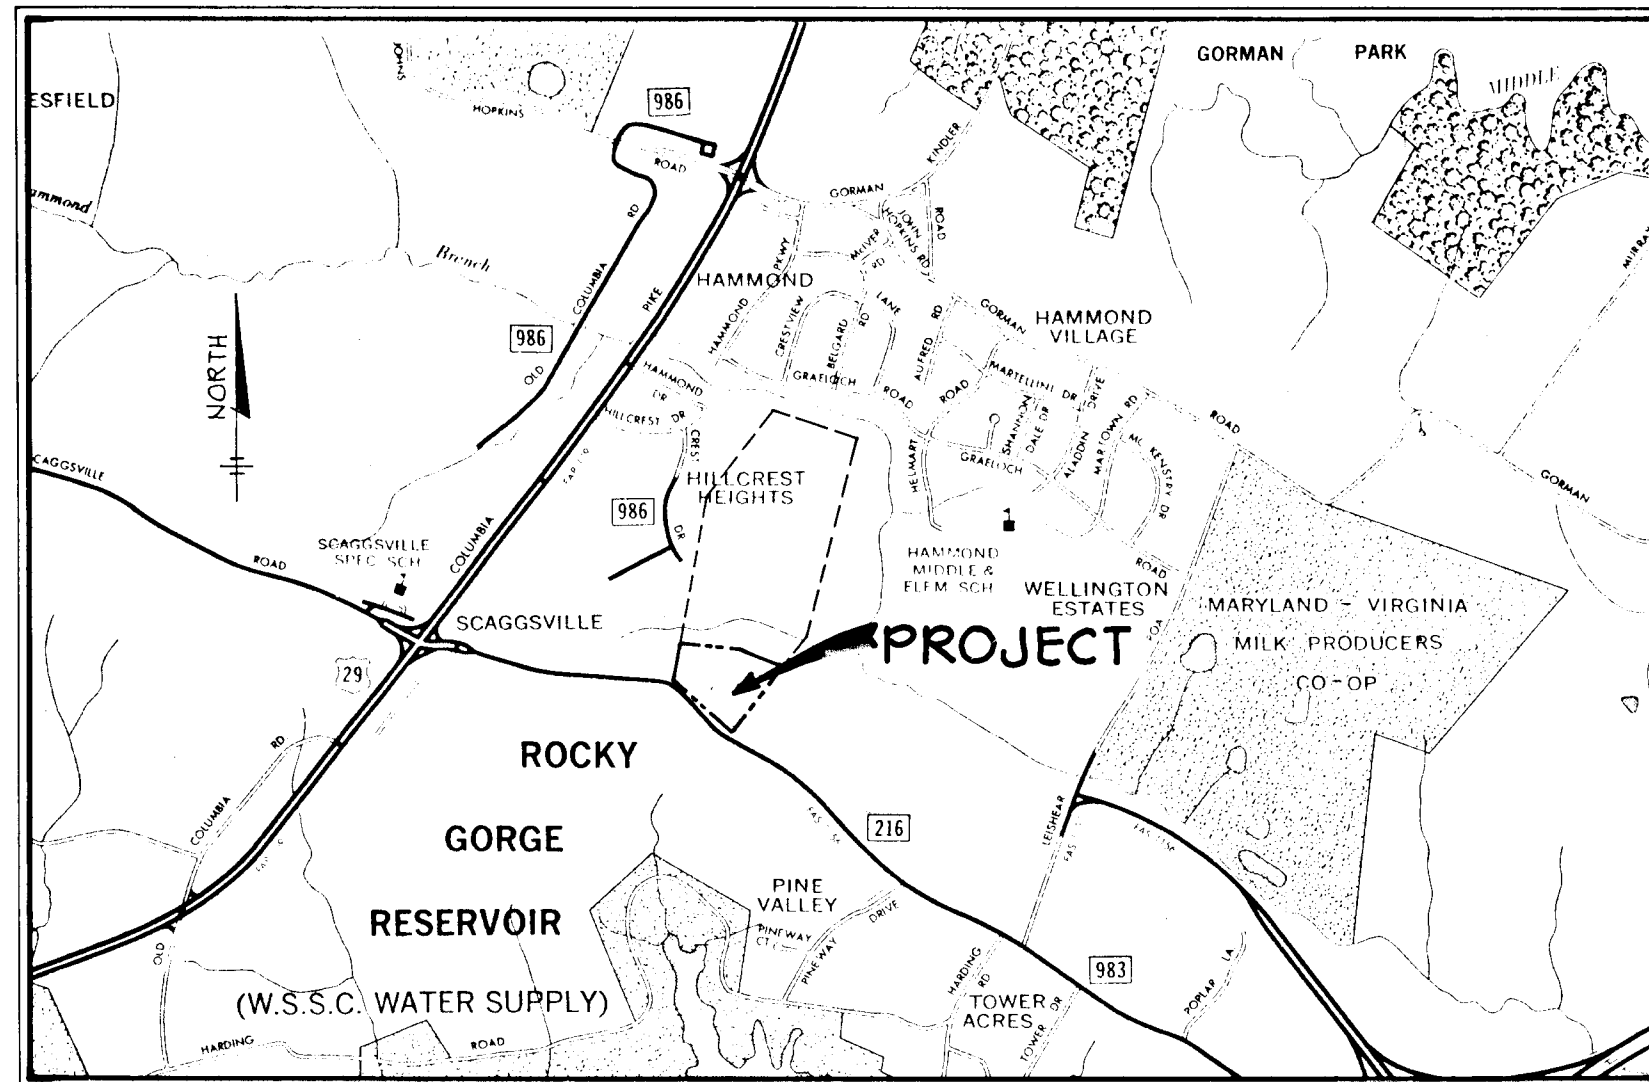 GORMAN PARK
MIDDLE
ESFIELD
JOHNS
HOPKINS
986
ROAD
KINDLER
GORMAN
ROAD
JOHN
HOPKINS RD
McIVER
RD
ammond
Branch
RD
COLUMBIA
OLD
986
PIKE
COLUMBIA
HAMMOND
HAMMOND PKWY
CRESTVIEW
BELGARD
RD
LANE
AUFRED RD
GORMAN
HAMMOND
VILLAGE
MURRAY
NORTH
HAMMOND
DR
HILLCREST DR
CREST
DR
GRAELOCH
ROAD
ROAD
MARTELLINI DR
SHANNON
DALE DR
ALADDIN
DRIVE
MARTOWN RD
MC KENSTRY DR
ROAD
HELMART
GRAELOCH
GORMAN
CAGGSVILLE
ROAD
HILLCREST
HEIGHTS
986
SCAGGSVILLE
SPEC SCH
HAMMOND
MIDDLE &
ELEM SCH
WELLINGTON
ESTATES
ROAD
SCAGGSVILLE
PROJECT
MARYLAND - VIRGINIA
MILK PRODUCERS
CO-OP
29
ROCKY
GORGE
RESERVOIR
(W.S.S.C. WATER SUPPLY)
COLUMBIA
RD
OLD
216
LEISHEAR
FAS
PINE
VALLEY
PINEWAY
CT
PINEWAY
DRIVE
HARDING
RD
983
TOWER
ACRES
TOWER
DR
POPLAR LA
HARDING
ROAD